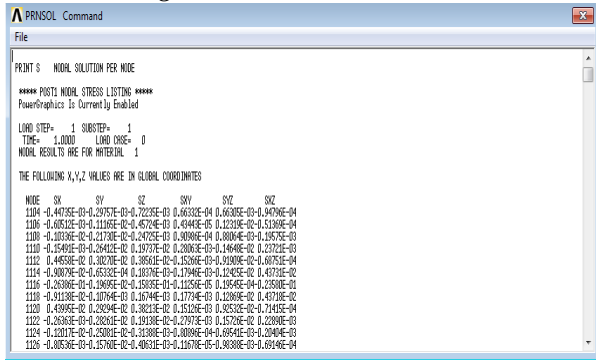 PRNSOL Command
File
PRINT S NODAL SOLUTION PER NODE
***** POST1 NODAL STRESS LISTING *****
PowerGraphics Is Currently Enabled
LOAD STEP= 1 SUBSTEP= 1
TIME= 1.0000 LOAD CASE= 0
NODAL RESULTS ARE FOR MATERIAL 1
THE FOLLOWING X,Y,Z VALUES ARE IN GLOBAL COORDINATES
NODE SX SY SZ SXY SYZ SXZ
1104 -0.44735E-03-0.29757E-03-0.72235E-03 0.66332E-04 0.66305E-03-0.94796E-04
1106 -0.60512E-03-0.11165E-02-0.45724E-03 0.43443E-05 0.12319E-02-0.51369E-04
1108 -0.10336E-02-0.21730E-02-0.24725E-03 0.90986E-04 0.88064E-03-0.19575E-03
1110 -0.15491E-03-0.26412E-02 0.19737E-02 0.28063E-03-0.14648E-02 0.23721E-03
1112 0.44558E-02 0.30270E-02 0.38561E-02-0.15266E-03-0.91909E-02-0.68751E-04
1114 -0.90879E-02-0.65332E-04 0.18376E-03-0.17946E-03-0.12425E-02 0.43731E-02
1116 -0.26386E-01-0.19695E-02-0.15835E-01-0.11256E-05 0.19545E-04-0.23580E-01
1118 -0.91138E-02-0.10764E-03 0.16744E-03 0.17734E-03 0.12869E-02 0.43718E-02
1120 0.43995E-02 0.29294E-02 0.38213E-02 0.15126E-03 0.92532E-02-0.71415E-04
1122 -0.26363E-03-0.28261E-02 0.19138E-02-0.27973E-03 0.15726E-02 0.22890E-03
1124 -0.12017E-02-0.25081E-02-0.31388E-03-0.80896E-04-0.69541E-03-0.20404E-03
1126 -0.80536E-03-0.15760E-02-0.40631E-03-0.11678E-05-0.98388E-03-0.69146E-04